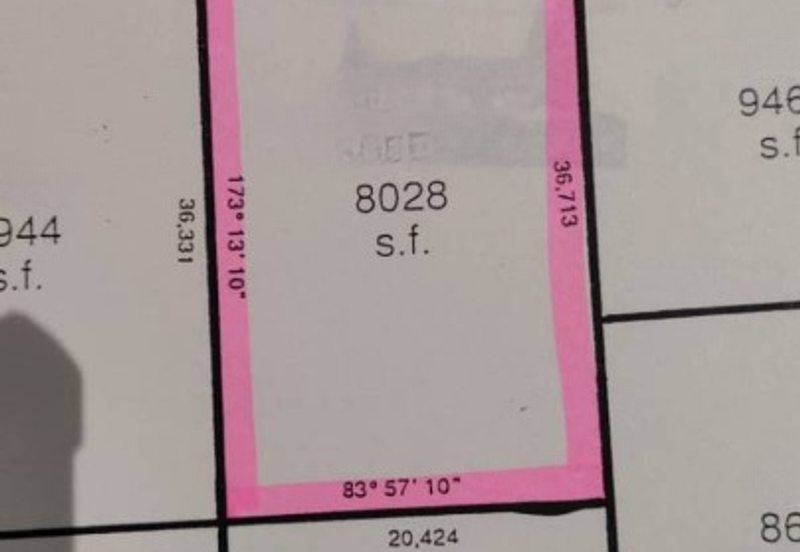 8028
s.f.
36,331
173° 13' 10"
36,713
83° 57' 10"
20,424
944
s.f.
946
s.f
86